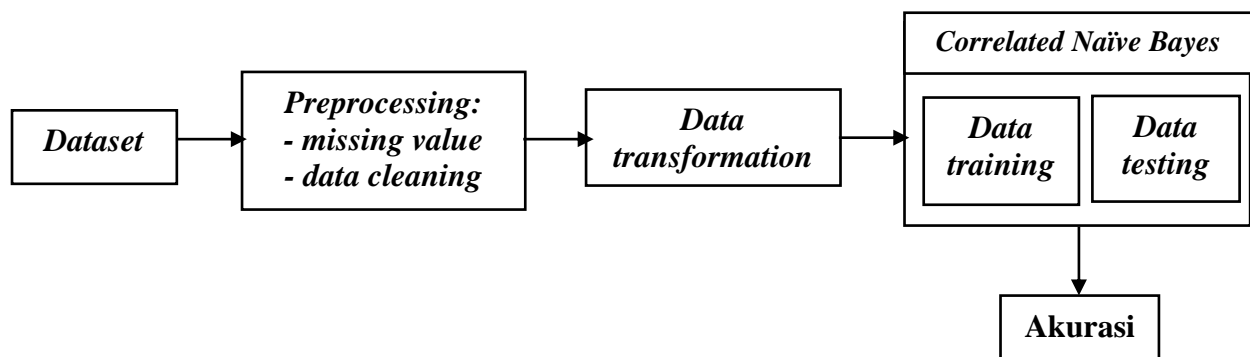 Dataset
Preprocessing:
- missing value
- data cleaning
Data
transformation
Correlated Naïve Bayes
Data
training
Data
testing
Akurasi